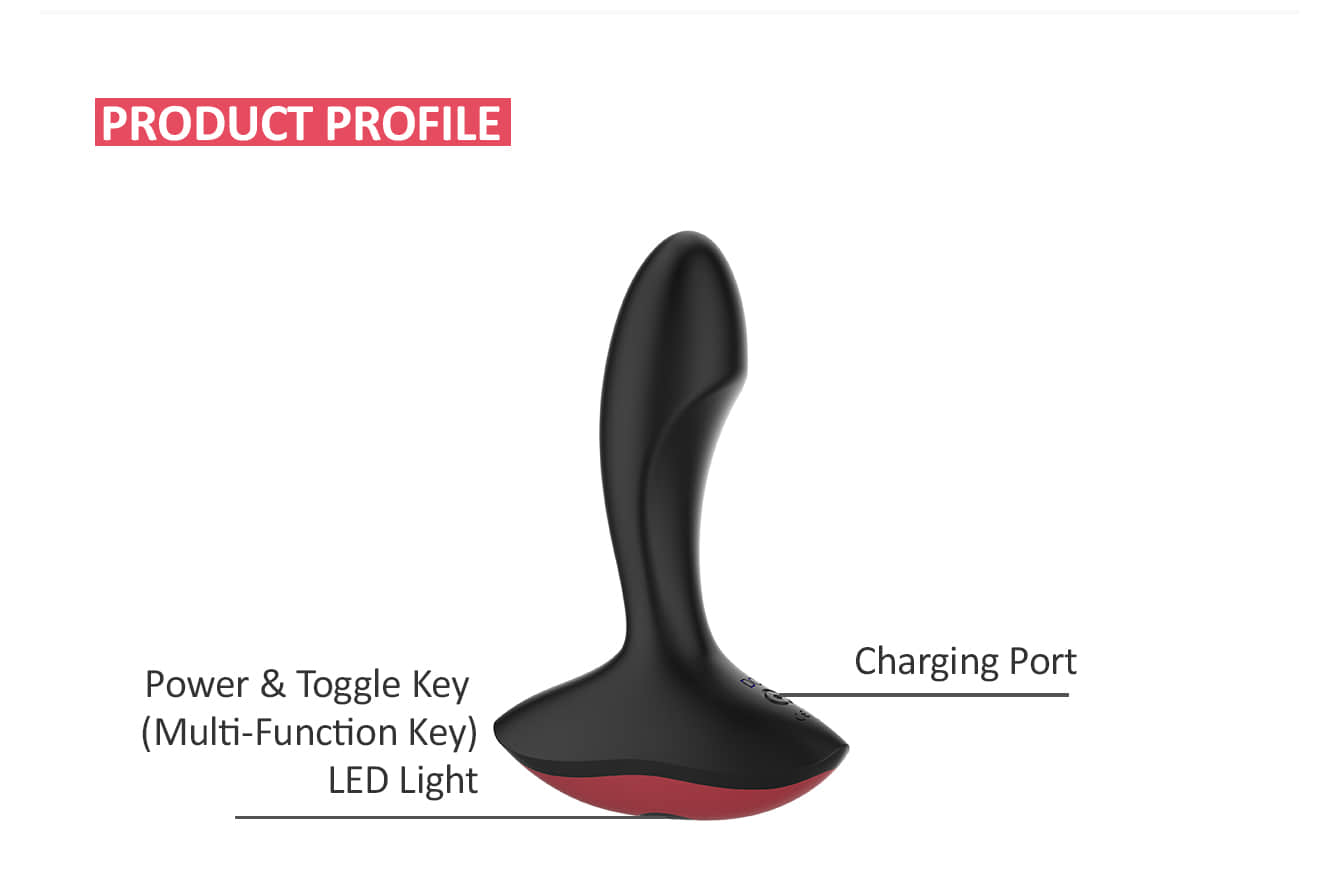 PRODUCT PROFILE
Charging Port
Power & Toggle Key
(Multi-Function Key)
LED Light